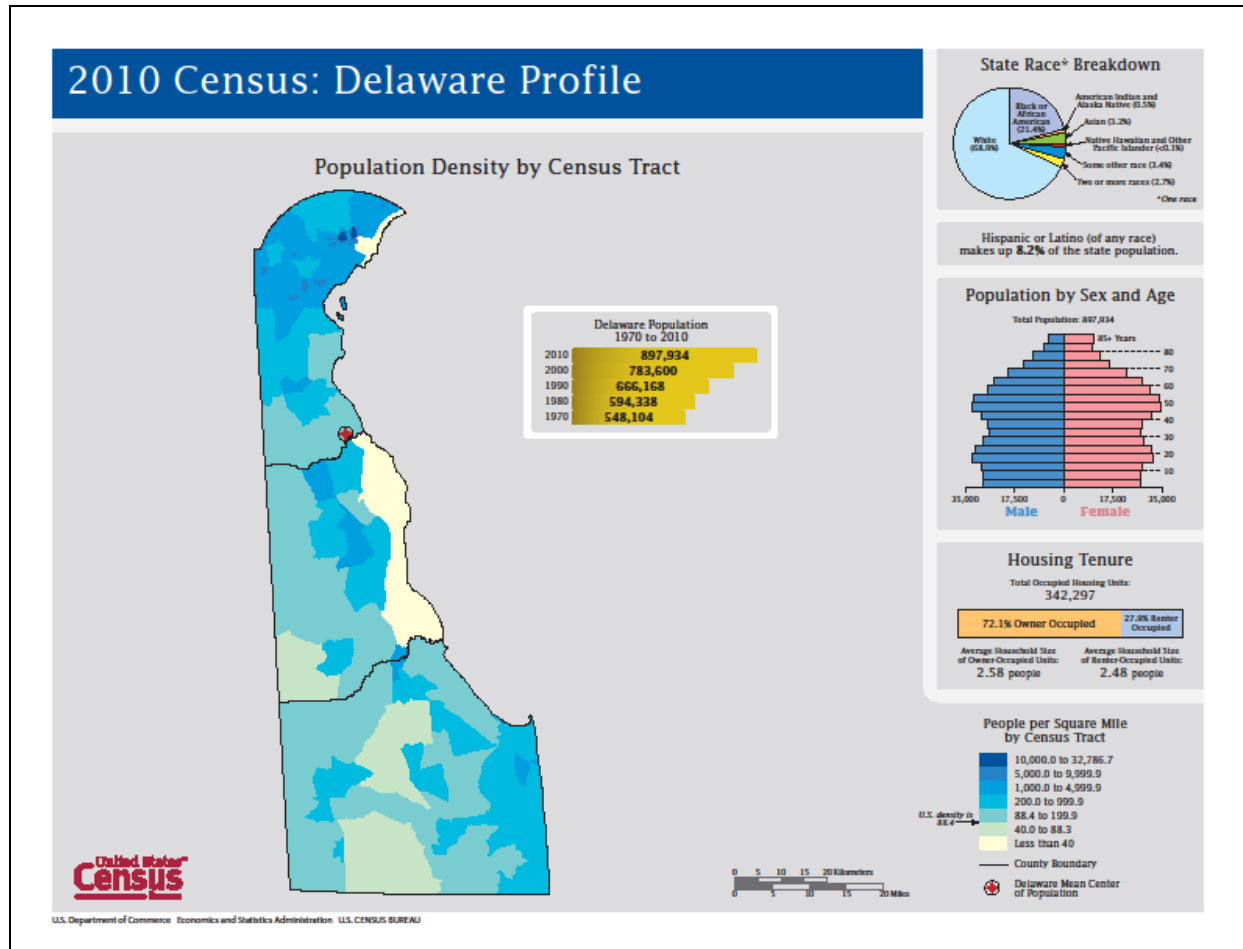 2010 Census: Delaware Profile
Population Density by Census Tract
Delaware Population
1970 to 2010
2010 897,934
2000 783,600
1990 666,168
1980 594,338
1970 548,104
State Race* Breakdown
Black or
African
American
(21.4%)
American Indian and
Alaska Native (0.5%)
Asian (3.2%)
Native Hawaiian and Other
Pacific Islander (<0.1%)
Some other race (3.4%)
Two or more races (2.7%)
White
(68.9%)
*One race
Hispanic or Latino (of any race)
makes up 8.2% of the state population.
Population by Sex and Age
Total Population: 897,934
85+ Years
80
70
60
50
40
30
20
10
35,000 17,500 0 17,500 35,000
Male Female
Housing Tenure
Total Occupied Housing Units:
342,297
72.1% Owner Occupied
27.9% Renter
Occupied
Average Household Size
of Owner-Occupied Units:
2.58 people
Average Household Size
of Renter-Occupied Units:
2.48 people
People per Square Mile
by Census Tract
10,000.0 to 32,786.7
5,000.0 to 9,999.9
1,000.0 to 4,999.9
200.0 to 999.9
88.4 to 199.9
40.0 to 88.3
Less than 40
U.S. density is
88.4
County Boundary
Delaware Mean Center
of Population
0 5 10 15 20 Kilometers
0 5 10 15 20 Miles
United States™
Census
U.S. Department of Commerce Economics and Statistics Administration U.S. CENSUS BUREAU